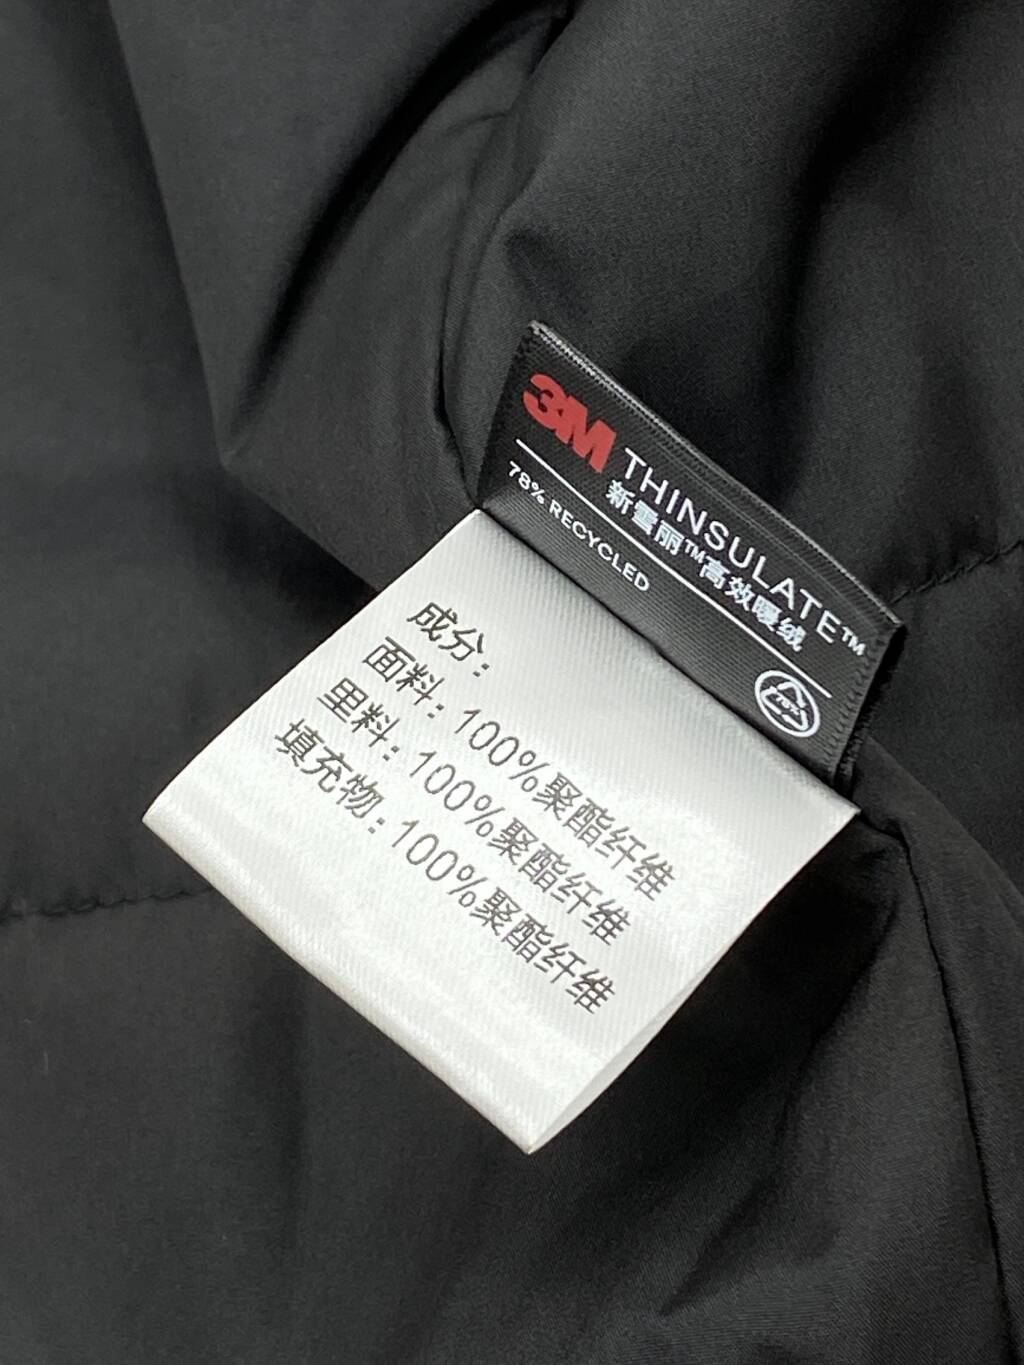 3M THINSULATE™
新雪丽™高效暖绒
78% RECYCLED
成分:
面料: 100%聚酯纤维
里料: 100%聚酯纤维
填充物: 100%聚酯纤维